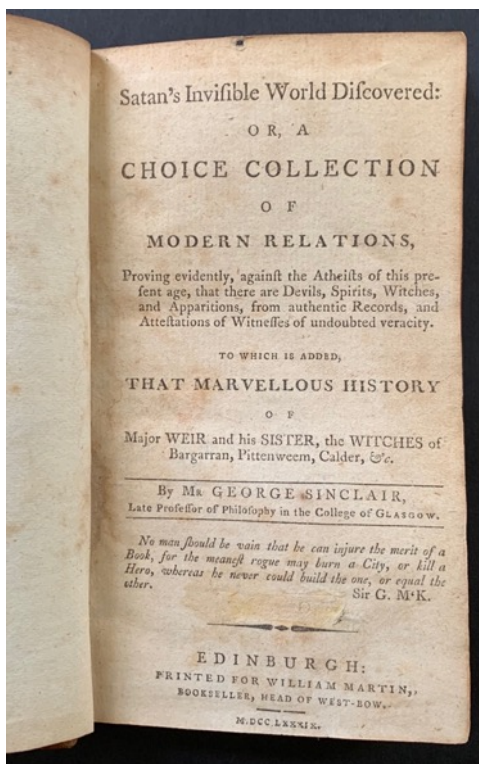 Satan's Inviſible World Diſcovered:
OR, A
CHOICE COLLECTION
OF
MODERN RELATIONS,
Proving evidently, againſt the Atheiſts of this pre-
ſent age, that there are Devils, Spirits, Witches,
and Apparitions, from authentic Records, and
Atteſtations of Witneſſes of undoubted veracity.
TO WHICH IS ADDED,
THAT MARVELLOUS HISTORY
OF
Major WEIR and his SISTER, the WITCHES of
Bargarran, Pittenweem, Calder, &c.
By Mr GEORGE SINCLAIR,
Late Profeſſor of Philoſophy in the College of GLASGOW.
No man ſhould be vain that he can injure the merit of a
Book, for the meaneſt rogue may burn a City, or kill a
Hero, whereas he never could build the one, or equal the
other.
Sir G. M'K.
EDINBURGH:
PRINTED FOR WILLIAM MARTIN,
BOOKSELLER, HEAD OF WEST-BOW.
M.DCC.LXXXIX.